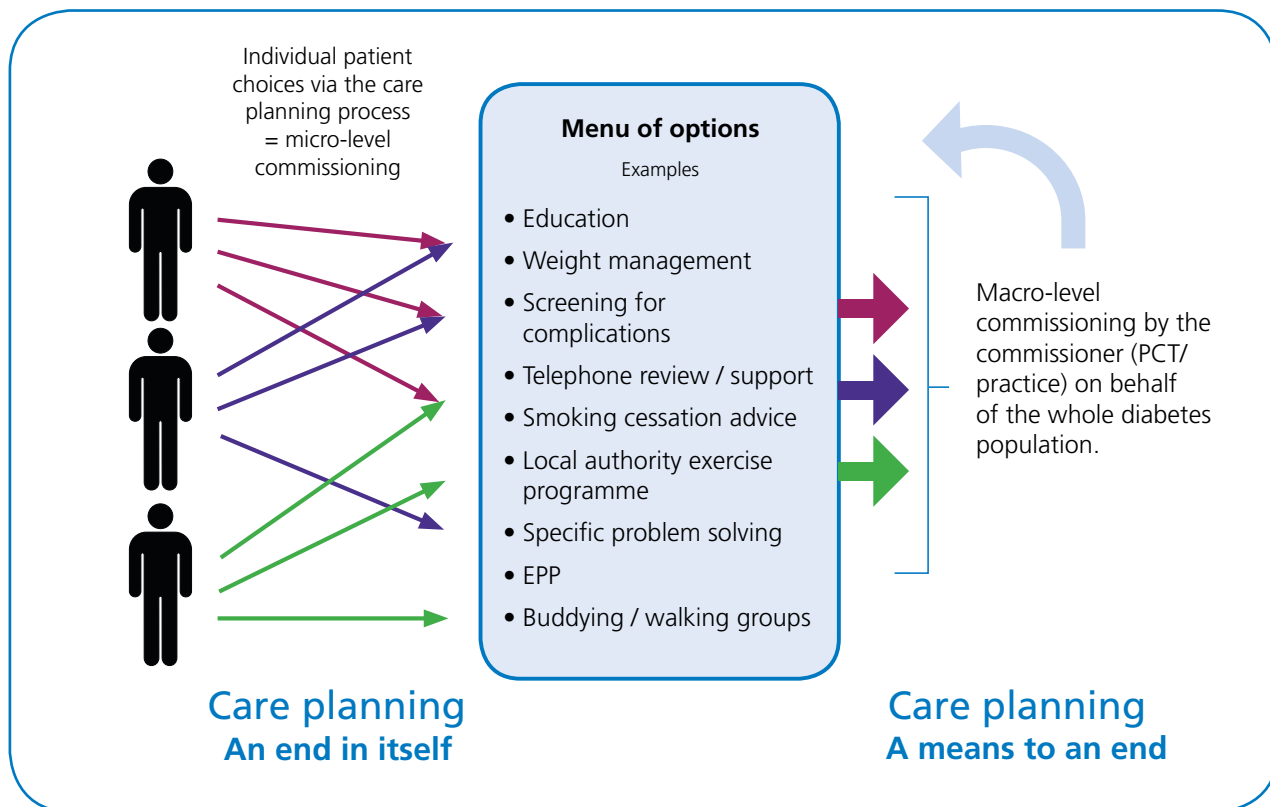 Individual patient
choices via the care
planning process
= micro-level
commissioning
Menu of options
Examples
• Education
• Weight management
• Screening for
complications
• Telephone review / support
• Smoking cessation advice
• Local authority exercise
programme
• Specific problem solving
• EPP
• Buddying / walking groups
Macro-level
commissioning by the
commissioner (PCT/
practice) on behalf
of the whole diabetes
population.
Care planning
An end in itself
Care planning
A means to an end